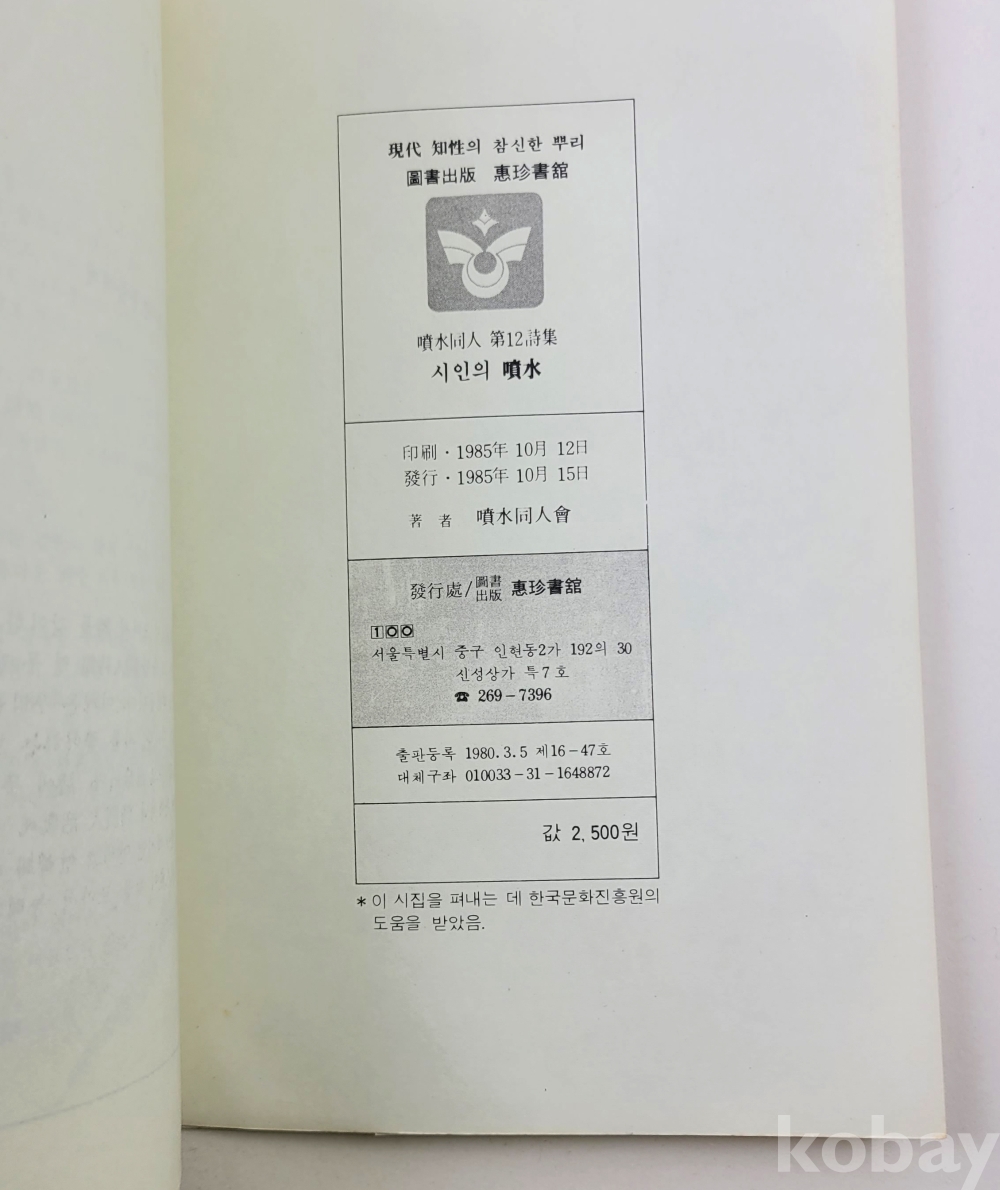 現代 知性의 참신한 뿌리
圖書出版 惠珍書舘
噴水同人 第12詩集
시인의 噴水
印刷・1985年 10月 12日
發行・1985年 10月 15日
著 者 噴水同人會
發行處/圖書出版 惠珍書舘
100
서울특별시 중구 인현동2가 192의 30
신성상가 특7호
☎ 269-7396
출판등록 1980.3.5 제16-47호
대체구좌 010033-31-1648872
값 2,500원
* 이 시집을 펴내는 데 한국문화진흥원의
도움을 받았음.
kobay